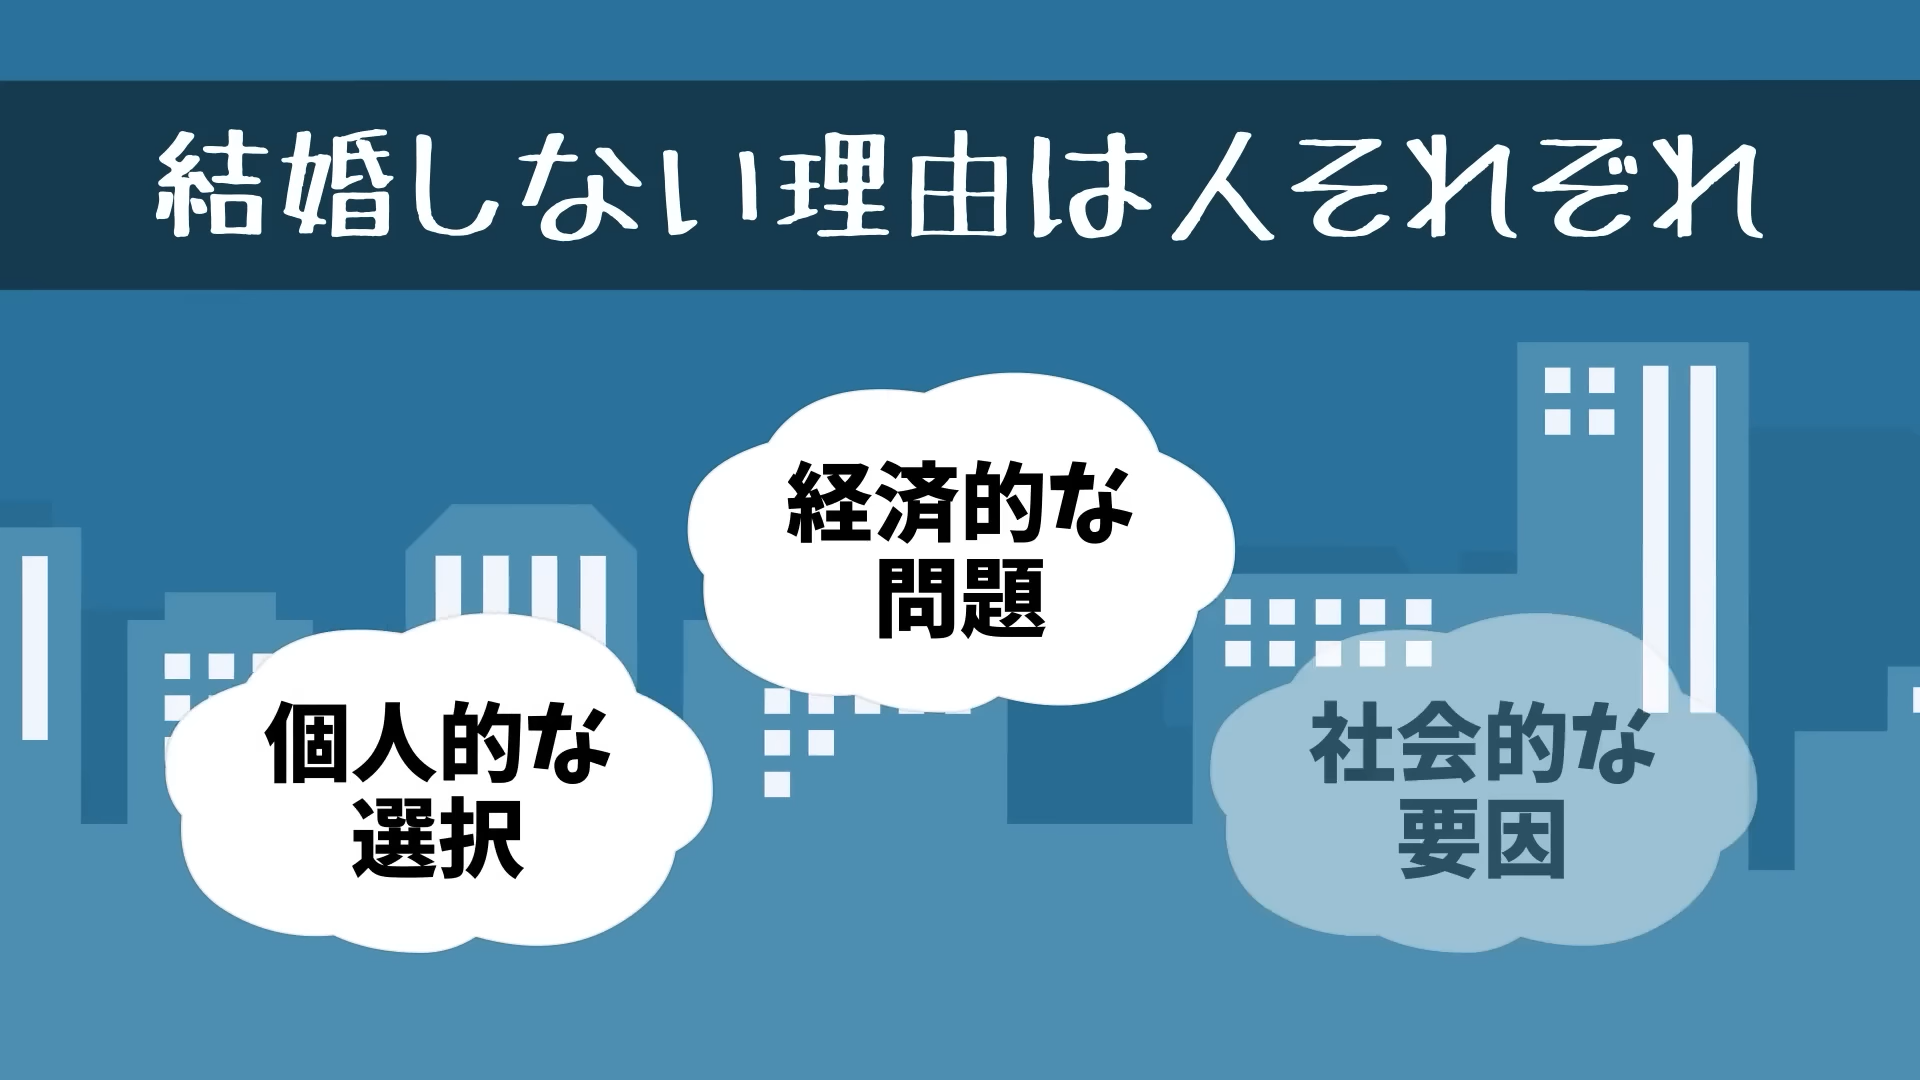 結婚しない理由は人それぞれ
個人的な
選択
経済的な
問題
社会的な
要因